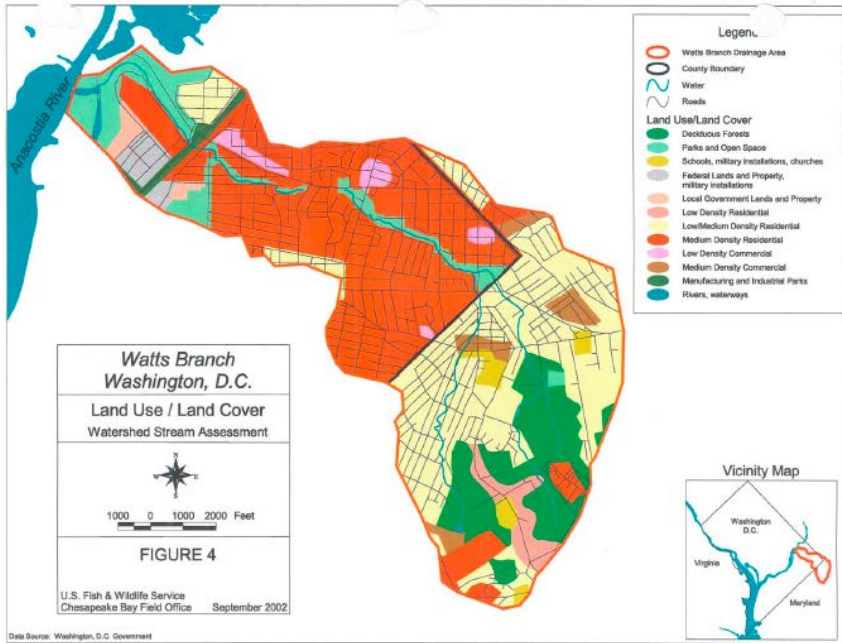 Anacostia River
Legen
Watts Branch Drainage Area
County Boundary
Water
Roads
Land Use/Land Cover
Deciduous Forests
Parks and Open Space
Schools, military installations, churches
Federal Lands and Property,
military installations
Local Government Lands and Property
Low Density Residential
Low/Medium Density Residential
Medium Density Residential
Low Density Commercial
Medium Density Commercial
Manufacturing and Industrial Parks
Rivers, waterways
Watts Branch
Washington, D.C.
Land Use / Land Cover
Watershed Stream Assessment
N
W E
S
1000 0 1000 2000 Feet
FIGURE 4
U.S. Fish & Wildlife Service
Chesapeake Bay Field Office September 2002
Data Source: Washington, D.C. Government
Vicinity Map
Washington
D.C.
Virginia
Maryland